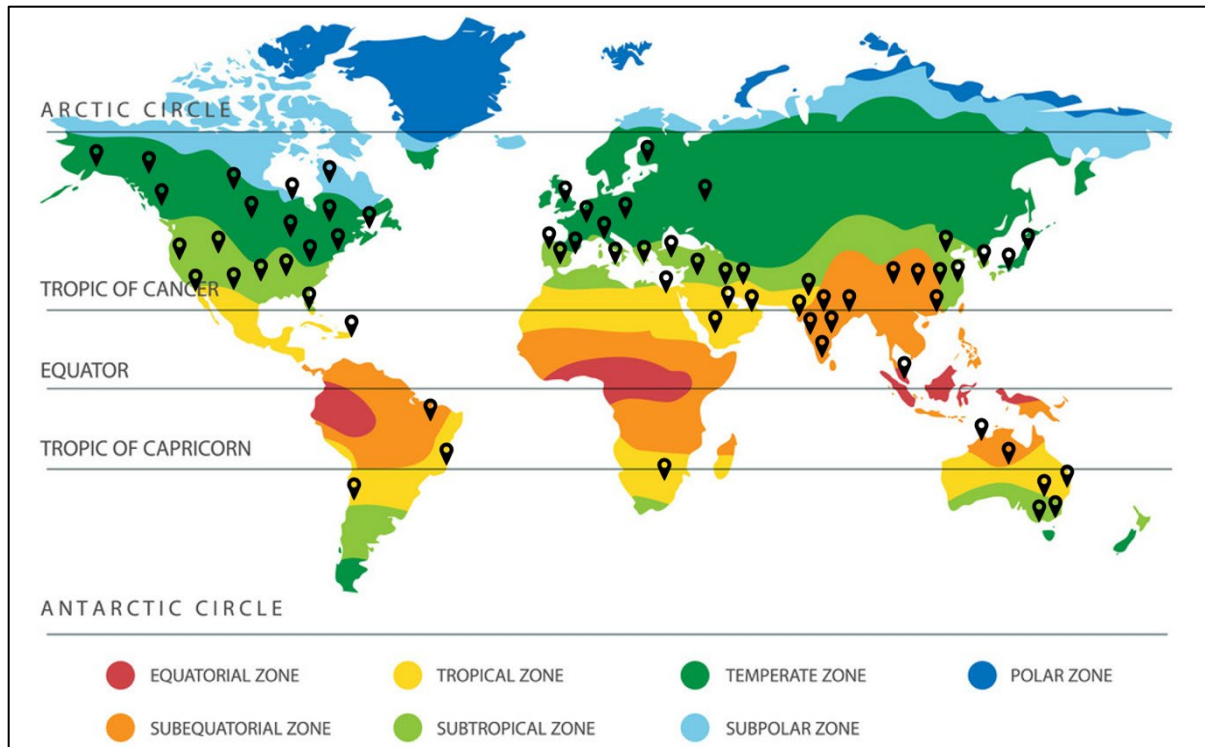 ARCTIC CIRCLE
TROPIC OF CANCER
EQUATOR
TROPIC OF CAPRICORN
ANTARCTIC CIRCLE
EQUATORIAL ZONE
TROPICAL ZONE
TEMPERATE ZONE
POLAR ZONE
SUBEQUATORIAL ZONE
SUBTROPICAL ZONE
SUBPOLAR ZONE